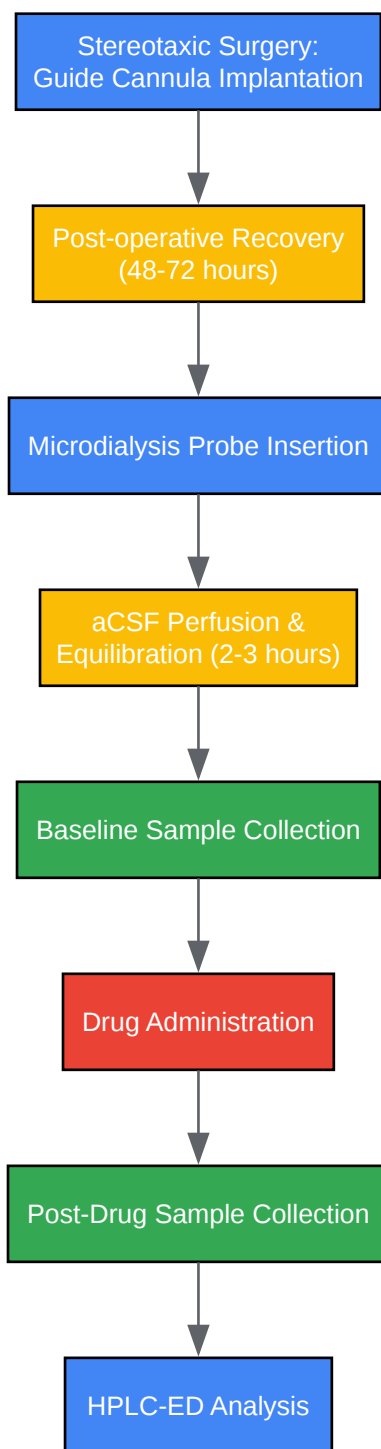 Stereotaxic Surgery:
Guide Cannula Implantation
Post-operative Recovery
(48-72 hours)
Microdialysis Probe Insertion
aCSF Perfusion &
Equilibration (2-3 hours)
Baseline Sample Collection
Drug Administration
Post-Drug Sample Collection
HPLC-ED Analysis